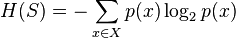 H(S) = - ∑_{x∈X} p(x) log₂ p(x)